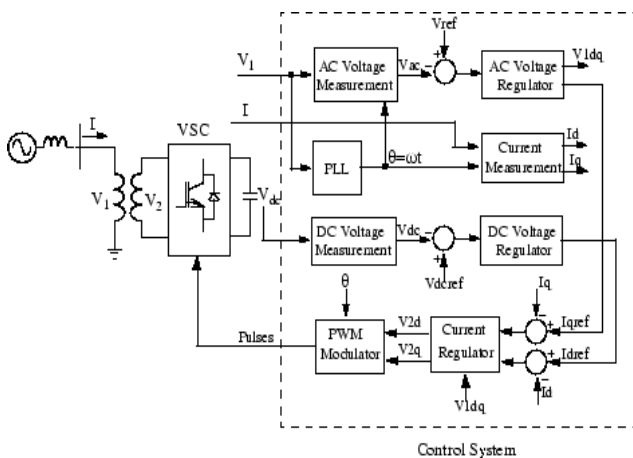 Vref
V1
AC Voltage
Measurement
Vac
−
+
AC Voltage
Regulator
V1dq
I
I
VSC
V1
V2
Vdc
PLL
θ=ωt
Current
Measurement
Id
Iq
DC Voltage
Measurement
Vdc
−
+
Vdcref
DC Voltage
Regulator
θ
Iq
Pulses
PWM
Modulator
V2d
V2q
Current
Regulator
−
+
Iqref
+
Idref
−
Id
V1dq
Control System